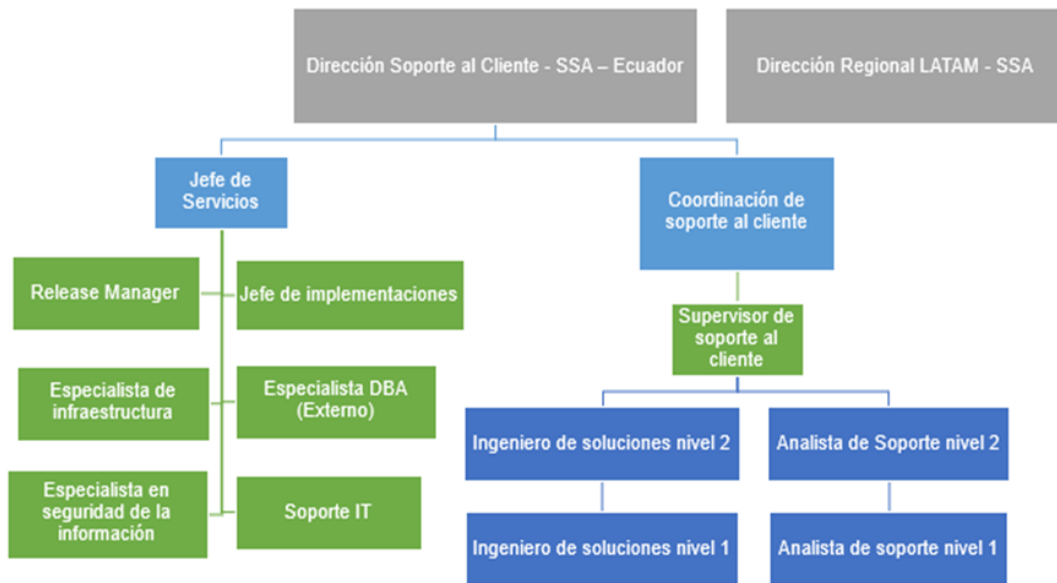 Dirección Soporte al Cliente - SSA – Ecuador
Dirección Regional LATAM - SSA
Jefe de
Servicios
Coordinación de
soporte al cliente
Release Manager
Jefe de implementaciones
Supervisor de
soporte al
cliente
Especialista de
infraestructura
Especialista DBA
(Externo)
Ingeniero de soluciones nivel 2
Analista de Soporte nivel 2
Especialista en
seguridad de la
información
Soporte IT
Ingeniero de soluciones nivel 1
Analista de soporte nivel 1